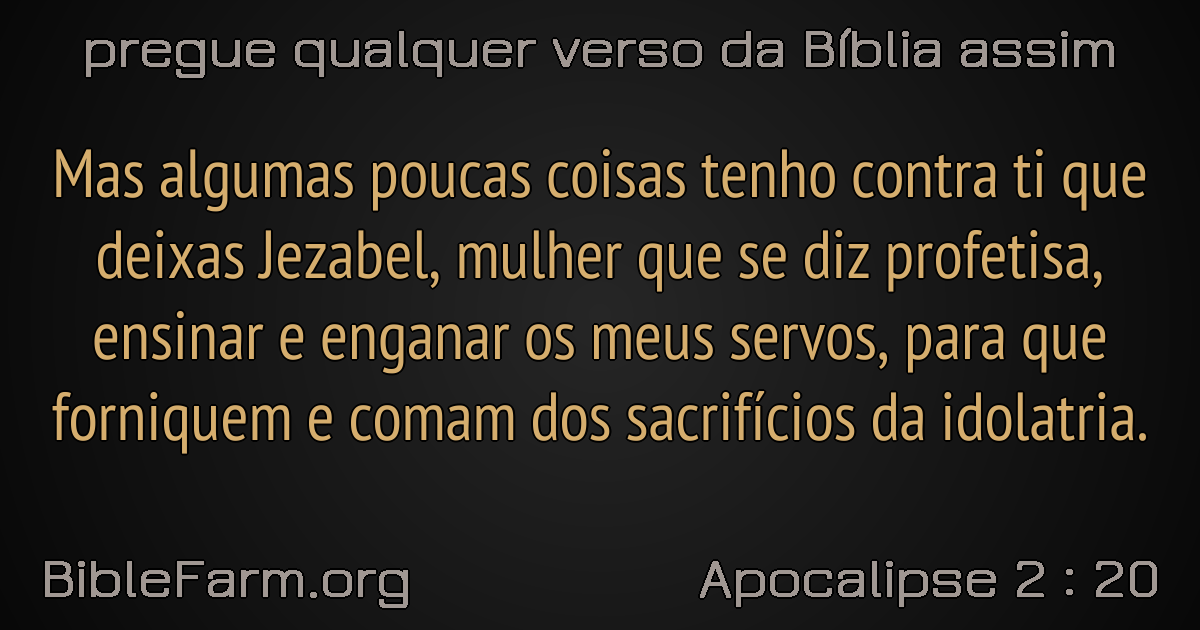 pregue qualquer verso da Bíblia assim
Mas algumas poucas coisas tenho contra ti que
deixas Jezabel, mulher que se diz profetisa,
ensinar e enganar os meus servos, para que
forniquem e comam dos sacrifícios da idolatria.
BibleFarm.org
Apocalipse 2 : 20